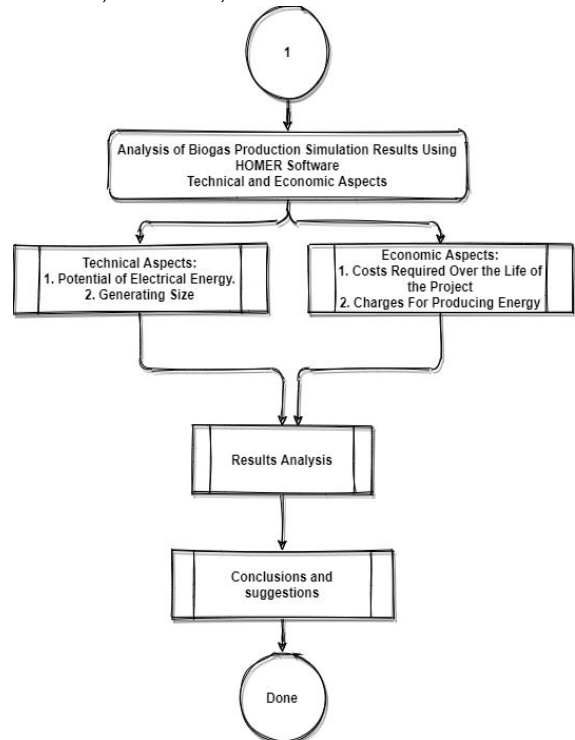 1
Analysis of Biogas Production Simulation Results Using
HOMER Software
Technical and Economic Aspects
Technical Aspects:
1. Potential of Electrical Energy.
2. Generating Size
Economic Aspects:
1. Costs Required Over the Life of
the Project
2. Charges For Producing Energy
Results Analysis
Conclusions and
suggestions
Done